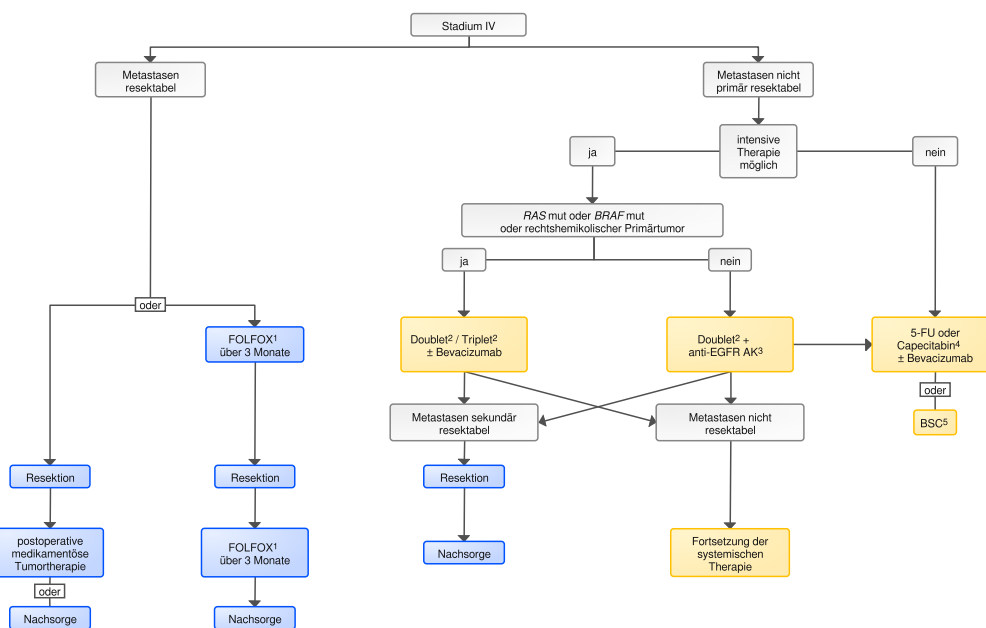 Stadium IV
Metastasen
resektabel
Metastasen nicht
primär resektabel
intensive
Therapie
möglich
ja
nein
RAS mut oder BRAF mut
oder rechtshemikolischer Primärtumor
ja
nein
oder
FOLFOX¹
über 3 Monate
Doublet² / Triplet²
± Bevacizumab
Doublet² +
anti-EGFR AK³
5-FU oder
Capecitabin⁴
± Bevacizumab
oder
BSC⁵
Metastasen sekundär
resektabel
Metastasen nicht
resektabel
Resektion
Resektion
Resektion
postoperative
medikamentöse
Tumortherapie
FOLFOX¹
über 3 Monate
Nachsorge
Fortsetzung der
systemischen
Therapie
oder
Nachsorge
Nachsorge